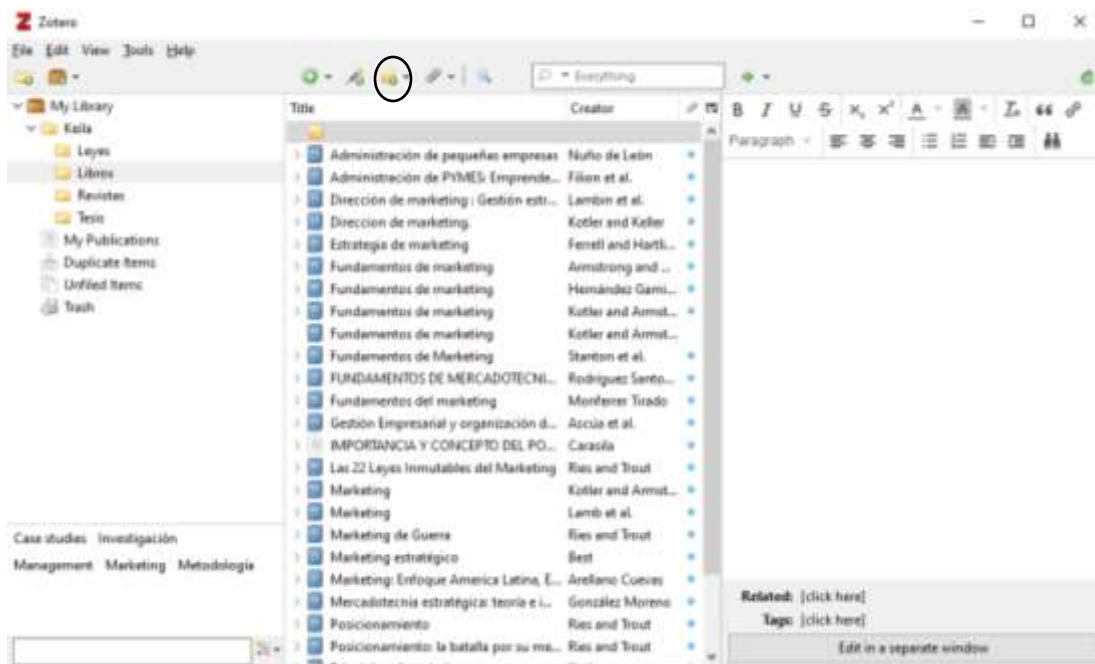 Zotero
File Edit View Tools Help
Everything
My Library
Keila
Leyes
Libros
Revistas
Tesis
My Publications
Duplicate Items
Unfiled Items
Trash
Case studies Investigación
Management Marketing Metodología
Title Creator
Administración de pequeñas empresas Nuño de León
Administración de PYMES: Emprende... Filion et al.
Dirección de marketing : Gestión estr... Lambin et al.
Direccion de marketing. Kotler and Keller
Estrategia de marketing Ferrell and Hartli...
Fundamentos de marketing Armstrong and ...
Fundamentos de marketing Hernández Garni...
Fundamentos de marketing Kotler and Armst...
Fundamentos de marketing Kotler and Armst...
Fundamentos de Marketing Stanton et al.
FUNDAMENTOS DE MERCADOTECNI... Rodríguez Santo...
Fundamentos del marketing Monferrer Tirado
Gestión Empresarial y organización d... Ascúa et al.
IMPORTANCIA Y CONCEPTO DEL PO... Carasila
Las 22 Leyes Inmutables del Marketing Ries and Trout
Marketing Kotler and Armst...
Marketing Lamb et al.
Marketing de Guerra Ries and Trout
Marketing estratégico Best
Marketing: Enfoque America Latina, E... Arellano Cuevas
Mercadotecnia estratégica: teoría e i... González Moreno
Posicionamiento Ries and Trout
Posicionamiento: la batalla por su me... Ries and Trout
B I U S X₂ X² A A Tx
Paragraph
Related: [click here]
Tags: [click here]
Edit in a separate window